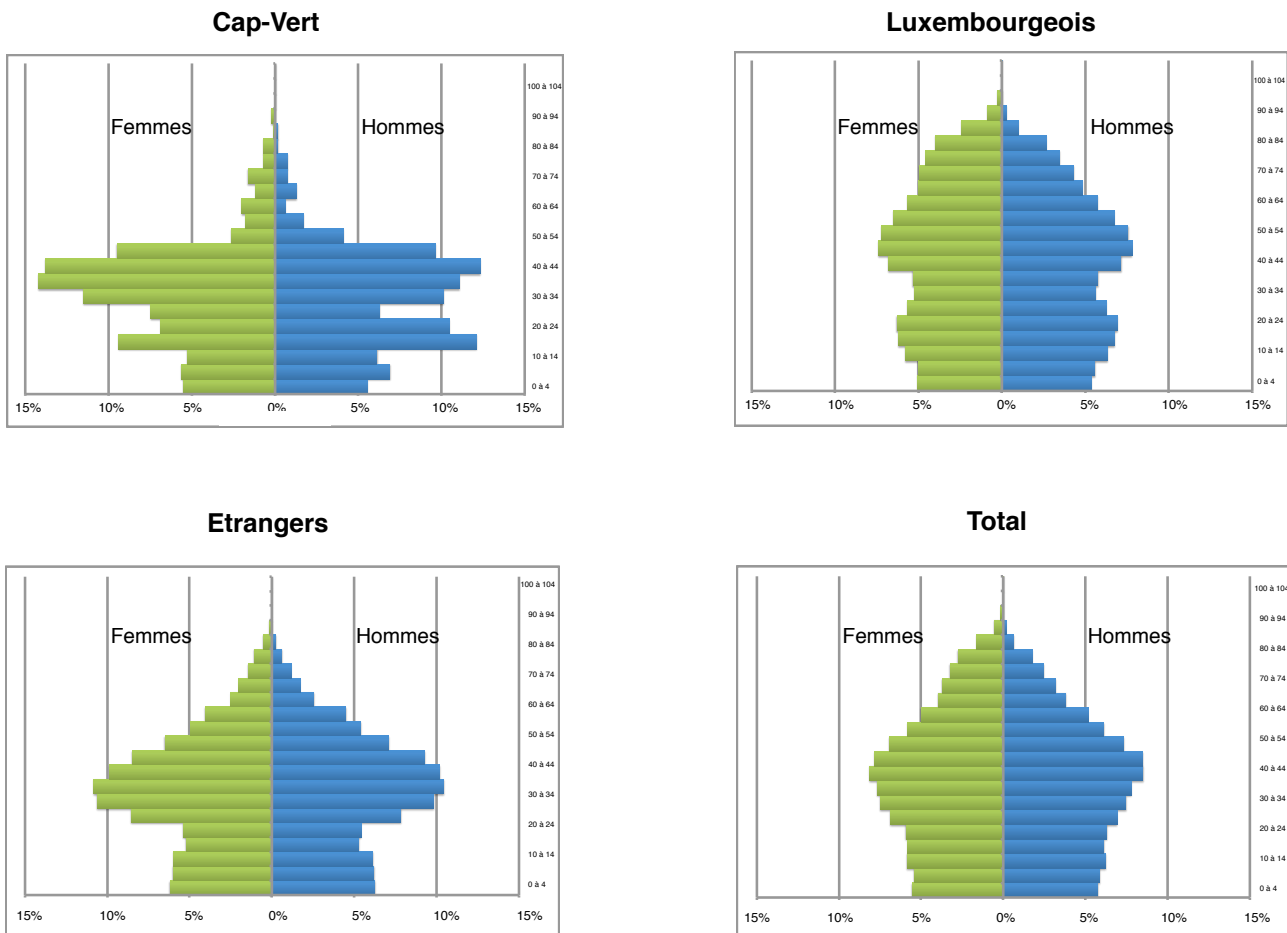 Cap-Vert
Femmes
Hommes
100 à 104
90 à 94
80 à 84
70 à 74
60 à 64
50 à 54
40 à 44
30 à 34
20 à 24
10 à 14
0 à 4
15% 10% 5% 0% 5% 10% 15%
Luxembourgeois
Femmes
Hommes
100 à 104
90 à 94
80 à 84
70 à 74
60 à 64
50 à 54
40 à 44
30 à 34
20 à 24
10 à 14
0 à 4
15% 10% 5% 0% 5% 10% 15%
Etrangers
Femmes
Hommes
100 à 104
90 à 94
80 à 84
70 à 74
60 à 64
50 à 54
40 à 44
30 à 34
20 à 24
10 à 14
0 à 4
15% 10% 5% 0% 5% 10% 15%
Total
Femmes
Hommes
100 à 104
90 à 94
80 à 84
70 à 74
60 à 64
50 à 54
40 à 44
30 à 34
20 à 24
10 à 14
0 à 4
15% 10% 5% 0% 5% 10% 15%